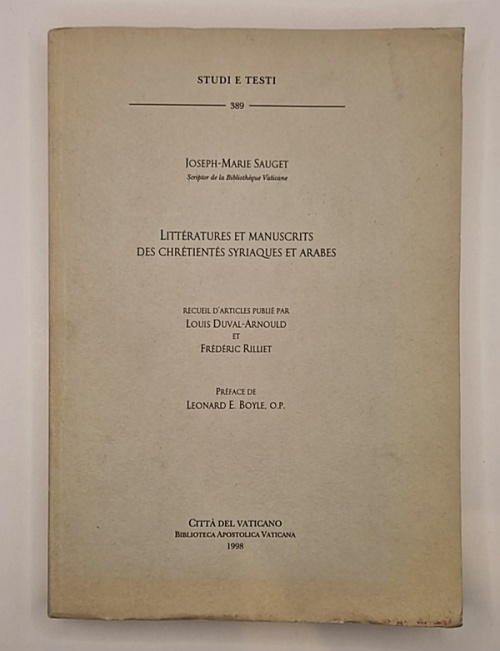 STUDI E TESTI
389
JOSEPH-MARIE SAUGET
Scriptor de la Bibliothèque Vaticane
LITTÉRATURES ET MANUSCRITS
DES CHRÉTIENTÉS SYRIAQUES ET ARABES
RECUEIL D'ARTICLES PUBLIÉ PAR
LOUIS DUVAL-ARNOULD
ET
FRÉDÉRIC RILLIET
PRÉFACE DE
LEONARD E. BOYLE, O.P.
CITTÀ DEL VATICANO
BIBLIOTECA APOSTOLICA VATICANA
1998